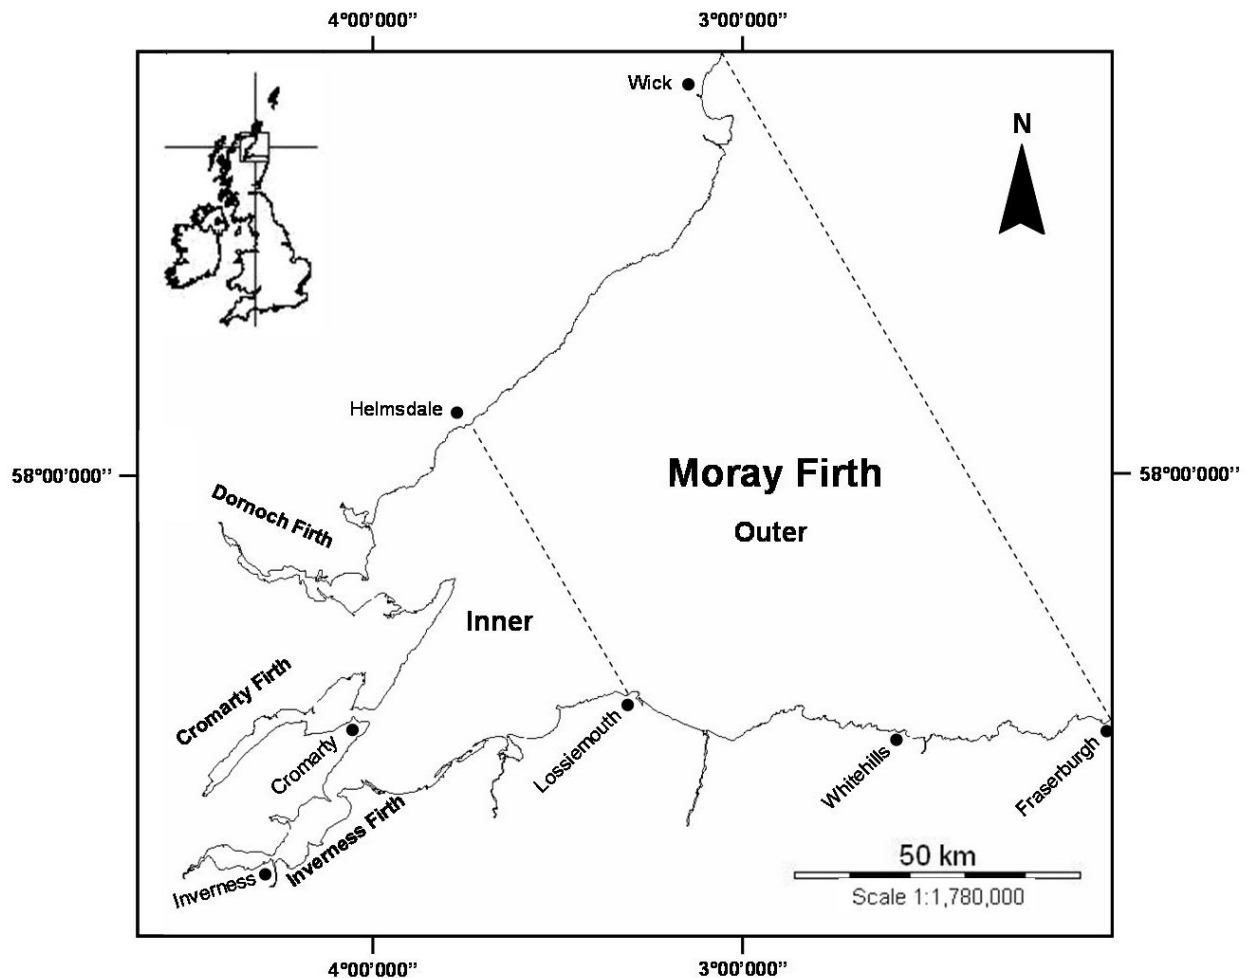 4°00’000” 3°00’000”
Wick
N
Helmsdale
58°00’000” 58°00’000”
Moray Firth
Outer
Dornoch Firth
Inner
Cromarty Firth
Cromarty
Lossiemouth
Whitehills
Fraserburgh
Inverness Firth
Inverness
50 km
Scale 1:1,780,000
4°00’000” 3°00’000”